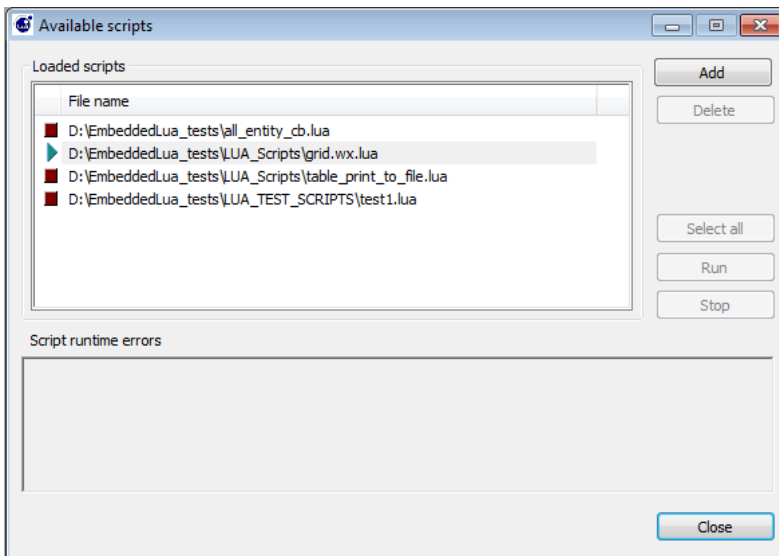 Available scripts
Loaded scripts
File name
D:\EmbeddedLua_tests\all_entity_cb.lua
D:\EmbeddedLua_tests\LUA_Scripts\grid.wx.lua
D:\EmbeddedLua_tests\LUA_Scripts\table_print_to_file.lua
D:\EmbeddedLua_tests\LUA_TEST_SCRIPTS\test1.lua
Add
Delete
Select all
Run
Stop
Script runtime errors
Close